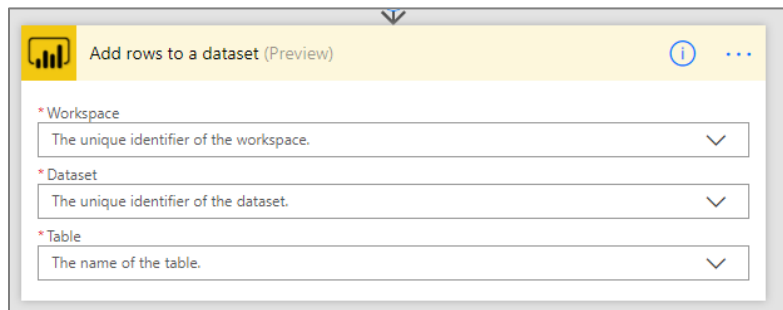 Add rows to a dataset (Preview)
* Workspace
The unique identifier of the workspace.
* Dataset
The unique identifier of the dataset.
* Table
The name of the table.